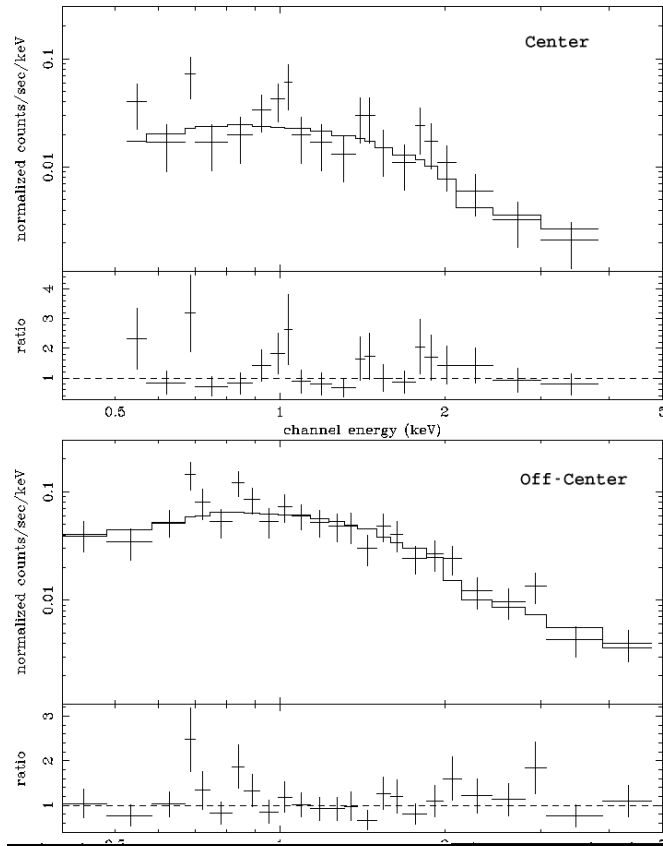 Center
normalized counts/sec/keV
0.1
0.01
ratio
4
3
2
1
0.5
1
2
5
channel energy (keV)
Off-Center
normalized counts/sec/keV
0.1
0.01
ratio
3
2
1